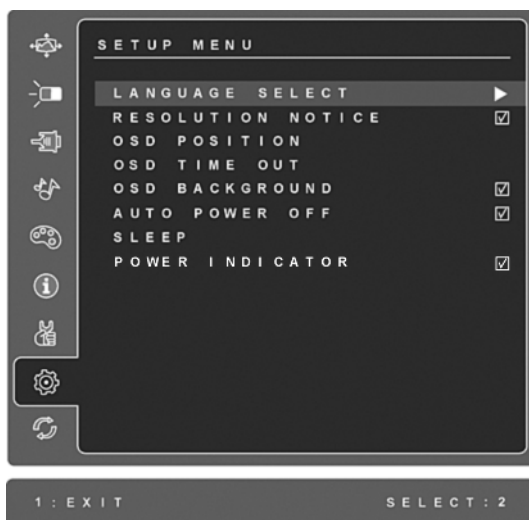 SETUP MENU
LANGUAGE SELECT
RESOLUTION NOTICE
OSD POSITION
OSD TIME OUT
OSD BACKGROUND
AUTO POWER OFF
SLEEP
POWER INDICATOR
1:EXIT SELECT:2